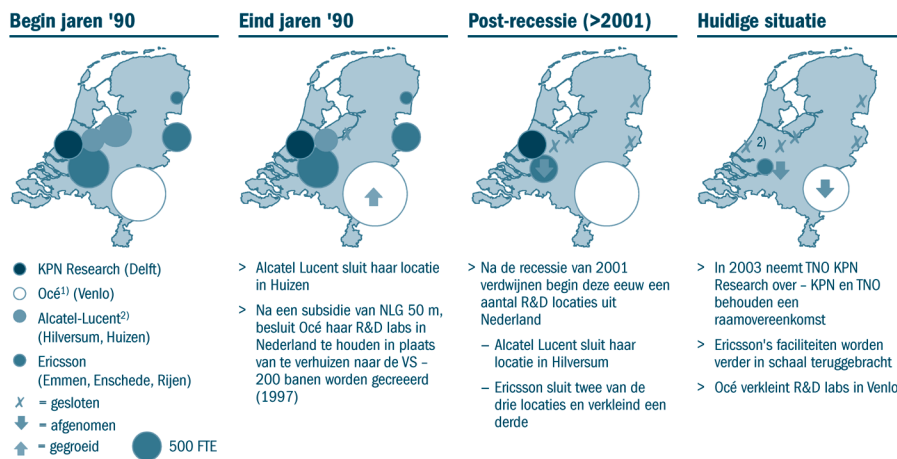 Begin jaren '90
Eind jaren '90
Post-recessie (>2001)
Huidige situatie
2)
KPN Research (Delft)
Océ1) (Venlo)
Alcatel-Lucent2)
(Hilversum, Huizen)
Ericsson
(Emmen, Enschede, Rijen)
= gesloten
= afgenomen
= gegroeid
500 FTE
> Alcatel Lucent sluit haar locatie
in Huizen
> Na een subsidie van NLG 50 m,
besluit Océ haar R&D labs in
Nederland te houden in plaats
van te verhuizen naar de VS –
200 banen worden gecreeerd
(1997)
> Na de recessie van 2001
verdwijnen begin deze eeuw een
aantal R&D locaties uit
Nederland
– Alcatel Lucent sluit haar
locatie in Hilversum
– Ericsson sluit twee van de
drie locaties en verkleind een
derde
> In 2003 neemt TNO KPN
Research over – KPN en TNO
behouden een
raamovereenkomst
> Ericsson's faciliteiten worden
verder in schaal teruggebracht
> Océ verkleint R&D labs in Venlo